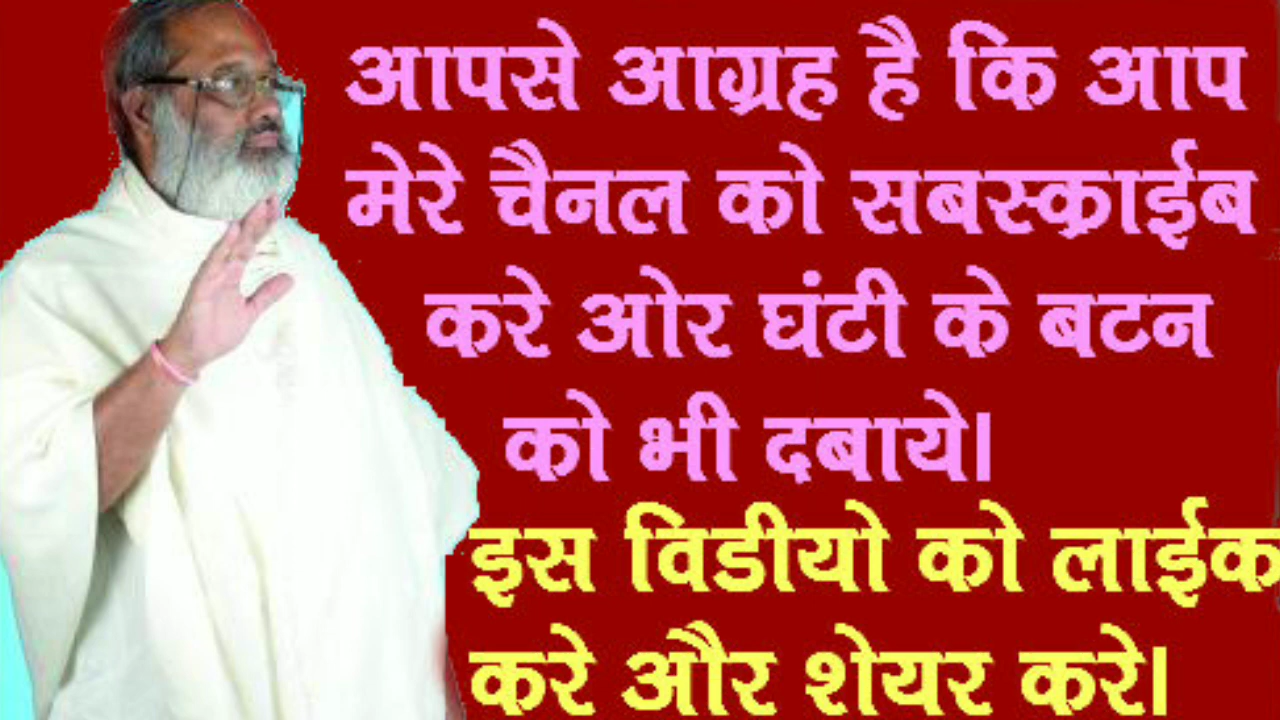 आपसे आग्रह है कि आप
मेरे चैनल को सबस्क्राईब
करे ओर घंटी के बटन
को भी दबाये।
इस विडीयो को लाईक
करे और शेयर करे।